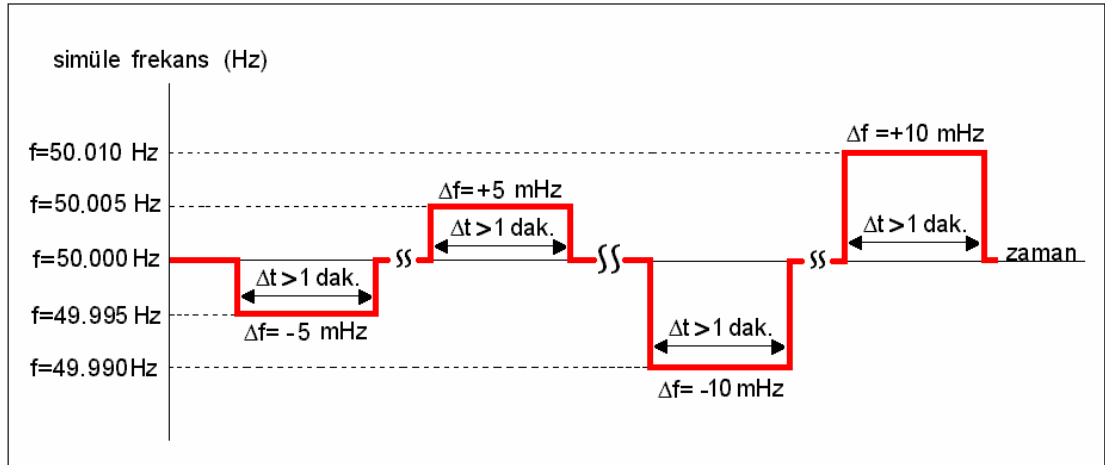 simüle frekans (Hz)
f=50.010 Hz
Δf =+10 mHz
f=50.005 Hz
Δf=+5 mHz
Δt>1 dak.
Δt>1 dak.
f=50.000 Hz
zaman
Δt>1 dak.
f=49.995 Hz
Δf= -5 mHz
Δt>1 dak.
f=49.990Hz
Δf= -10 mHz